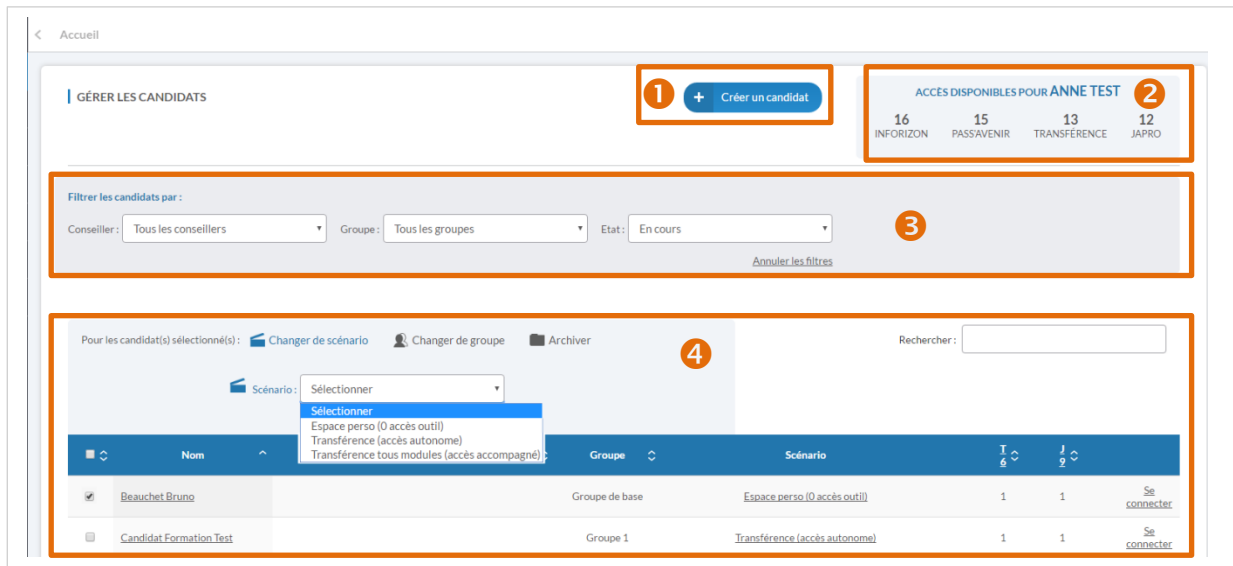 < Accueil
GÉRER LES CANDIDATS
1
+ Créer un candidat
ACCÈS DISPONIBLES POUR ANNE TEST
2
16 15 13 12
INFORIZON PASS'AVENIR TRANSFÉRENCE JAPRO
Filtrer les candidats par :
Conseiller : Tous les conseillers Groupe : Tous les groupes Etat : En cours
3
Annuler les filtres
Pour les candidat(s) sélectionné(s) : Changer de scénario Changer de groupe Archiver
4
Rechercher :
Scénario : Sélectionner
Sélectionner
Espace perso (0 accès outil)
Transférence (accès autonome)
Transférence tous modules (accès accompagné)
Nom Groupe Scénario T 6 J 9
Beauchet Bruno Groupe de base Espace perso (0 accès outil) 1 1 Se connecter
Candidat Formation Test Groupe 1 Transférence (accès autonome) 1 1 Se connecter